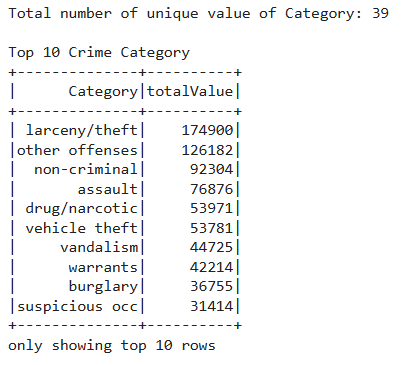 Total number of unique value of Category: 39
Top 10 Crime Category
+--------------+----------+
|      Category|totalValue|
+--------------+----------+
| larceny/theft|    174900|
|other offenses|    126182|
|  non-criminal|     92304|
|       assault|     76876|
| drug/narcotic|     53971|
| vehicle theft|     53781|
|     vandalism|     44725|
|      warrants|     42214|
|      burglary|     36755|
|suspicious occ|     31414|
+--------------+----------+
only showing top 10 rows